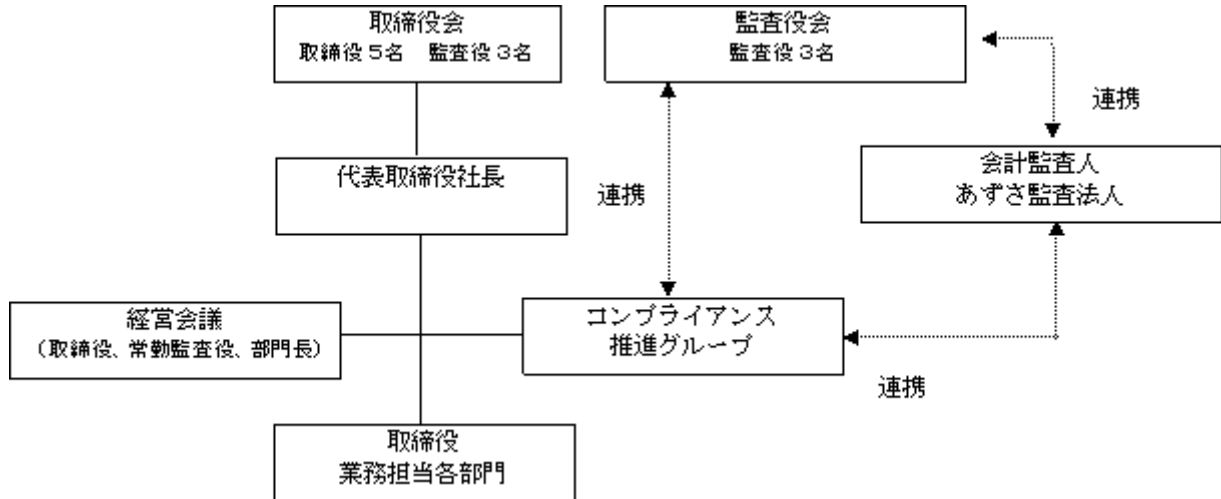 取締役会
取締役５名　監査役３名
監査役会
監査役３名
連携
代表取締役社長
会計監査人
あずさ監査法人
連携
経営会議
（取締役、常勤監査役、部門長）
コンプライアンス
推進グループ
連携
取締役
業務担当各部門